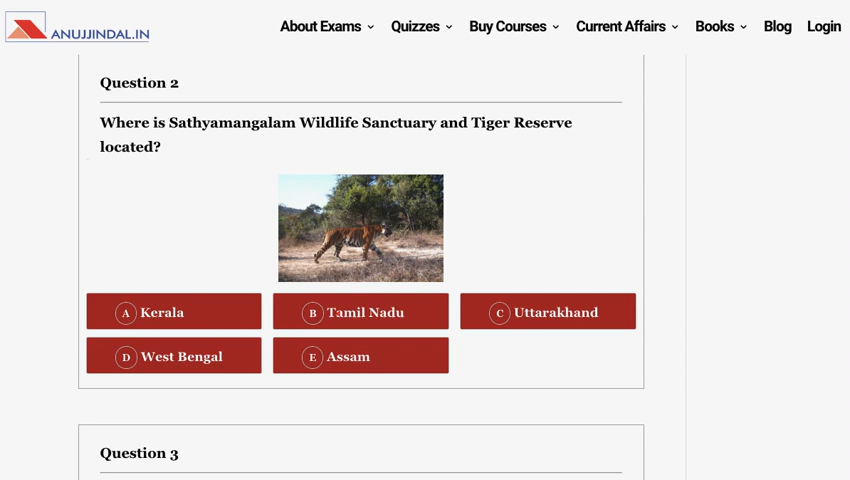 ANUJJINDAL.IN
About Exams Quizzes Buy Courses Current Affairs Books Blog Login
Question 2
Where is Sathyamangalam Wildlife Sanctuary and Tiger Reserve
located?
A Kerala B Tamil Nadu C Uttarakhand
D West Bengal E Assam
Question 3